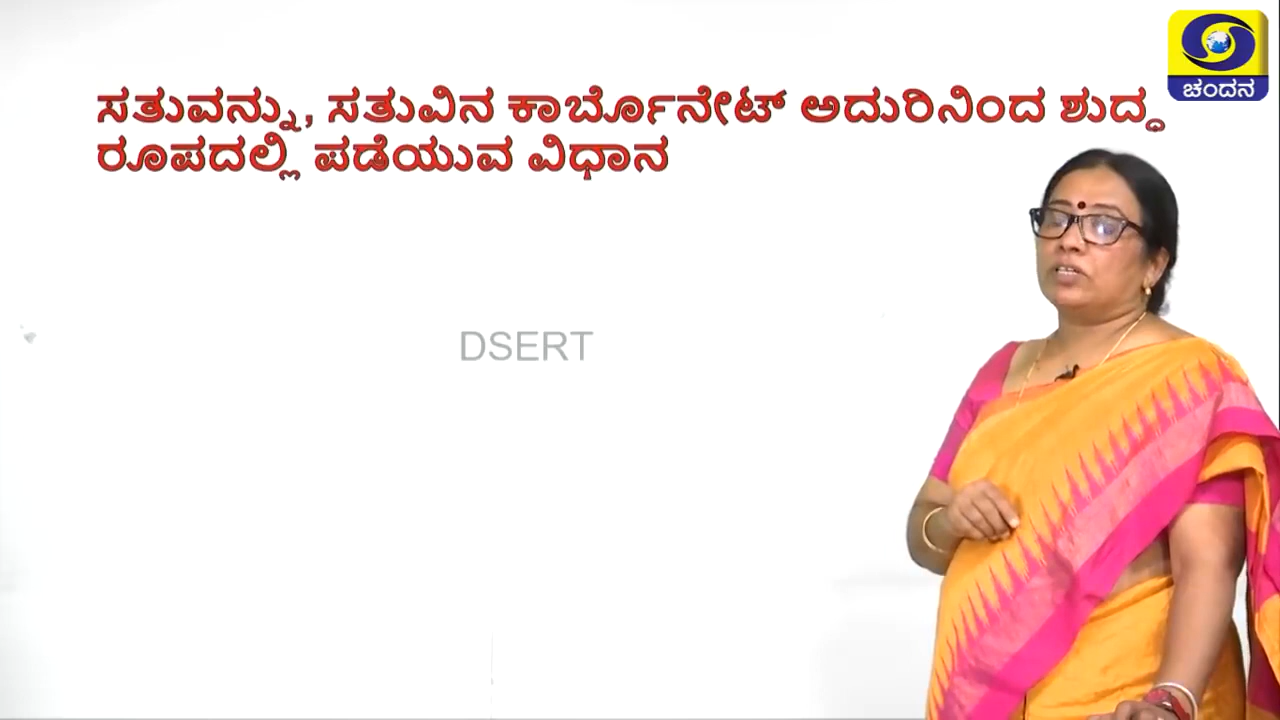 ಚಂದನ
ಸತುವನ್ನು, ಸತುವಿನ ಕಾರ್ಬೊನೇಟ್ ಅದುರಿನಿಂದ ಶುದ್ಧ
ರೂಪದಲ್ಲಿ ಪಡೆಯುವ ವಿಧಾನ
DSERT